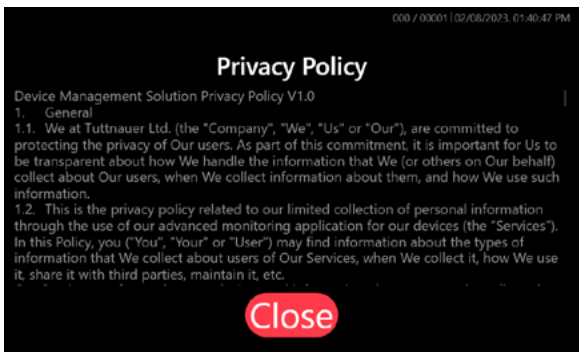 000 / 00001 | 02/08/2023, 01:40:47 PM
Privacy Policy
Device Management Solution Privacy Policy V1.0
1. General
1.1. We at Tuttnauer Ltd. (the "Company", "We", "Us" or "Our"), are committed to
protecting the privacy of Our users. As part of this commitment, it is important for Us to
be transparent about how We handle the information that We (or others on Our behalf)
collect about Our users, when We collect information about them, and how We use such
information.
1.2. This is the privacy policy related to our limited collection of personal information
through the use of our advanced monitoring application for our devices (the "Services").
In this Policy, you ("You", "Your" or "User") may find information about the types of
information that We collect about users of Our Services, when We collect it, how We use
it, share it with third parties, maintain it, etc.
Close